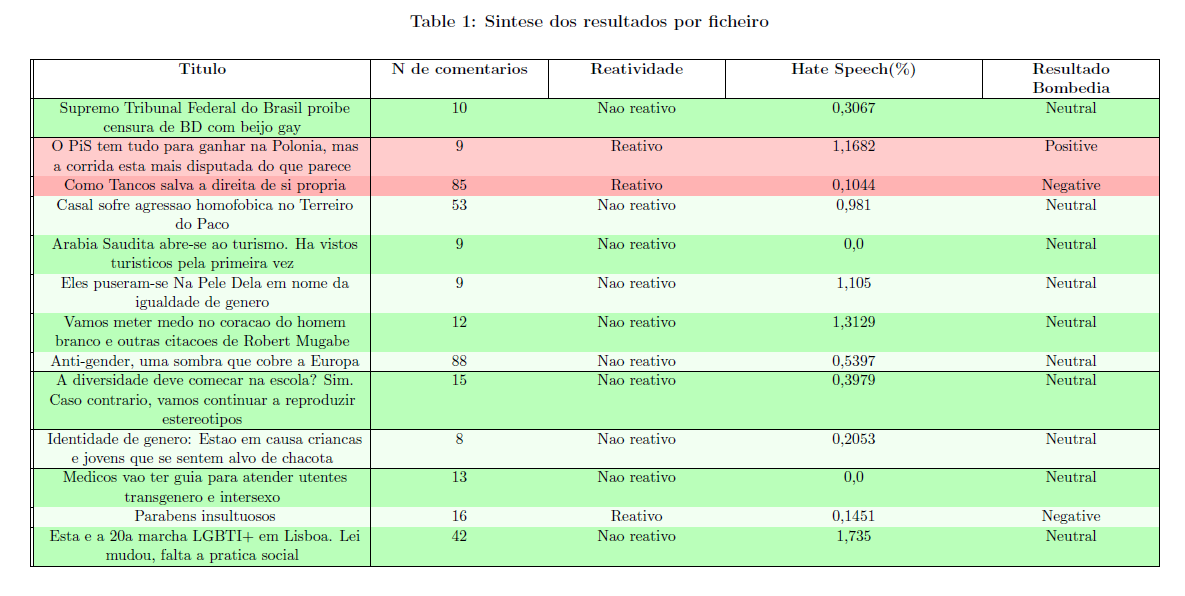 Table 1: Sintese dos resultados por ficheiro
Titulo N de comentarios Reatividade Hate Speech(%) Resultado
Bombedia
Supremo Tribunal Federal do Brasil proibe 10 Nao reativo 0,3067 Neutral
censura de BD com beijo gay
O PiS tem tudo para ganhar na Polonia, mas 9 Reativo 1,1682 Positive
a corrida esta mais disputada do que parece
Como Tancos salva a direita de si propria 85 Reativo 0,1044 Negative
Casal sofre agressao homofobica no Terreiro 53 Nao reativo 0,981 Neutral
do Paco
Arabia Saudita abre-se ao turismo. Ha vistos 9 Nao reativo 0,0 Neutral
turisticos pela primeira vez
Eles puseram-se Na Pele Dela em nome da 9 Nao reativo 1,105 Neutral
igualdade de genero
Vamos meter medo no coracao do homem 12 Nao reativo 1,3129 Neutral
branco e outras citacoes de Robert Mugabe
Anti-gender, uma sombra que cobre a Europa 88 Nao reativo 0,5397 Neutral
A diversidade deve comecar na escola? Sim. 15 Nao reativo 0,3979 Neutral
Caso contrario, vamos continuar a reproduzir
estereotipos
Identidade de genero: Estao em causa criancas 8 Nao reativo 0,2053 Neutral
e jovens que se sentem alvo de chacota
Medicos vao ter guia para atender utentes 13 Nao reativo 0,0 Neutral
transgenero e intersexo
Parabens insultuosos 16 Reativo 0,1451 Negative
Esta e a 20a marcha LGBTI+ em Lisboa. Lei 42 Nao reativo 1,735 Neutral
mudou, falta a pratica social